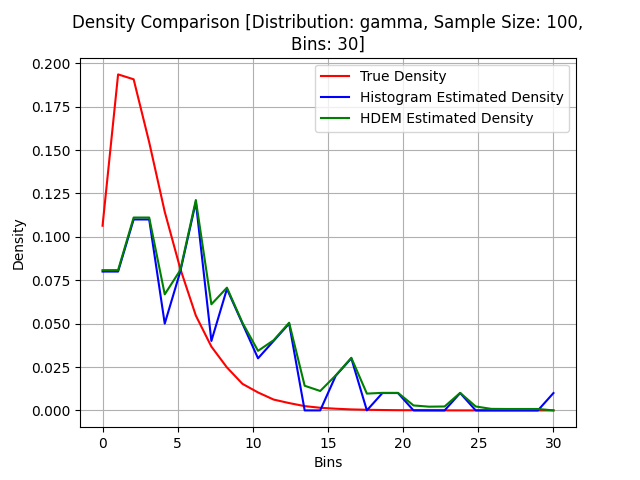 Density Comparison [Distribution: gamma, Sample Size: 100,
Bins: 30]
True Density
Histogram Estimated Density
HDEM Estimated Density
Density
0.200
0.175
0.150
0.125
0.100
0.075
0.050
0.025
0.000
0 5 10 15 20 25 30
Bins